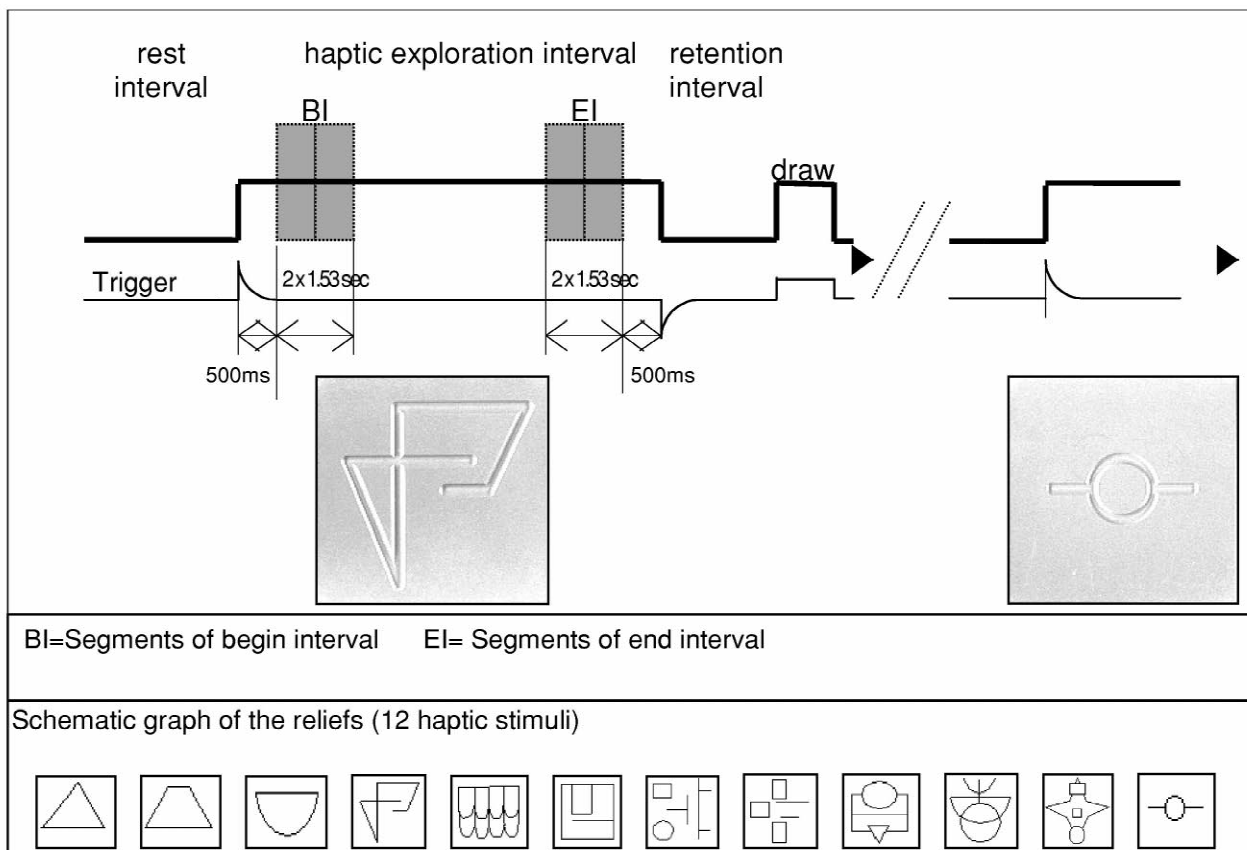 rest
interval
haptic exploration interval
retention
interval
BI
EI
draw
Trigger
2x1.53sec
2x1.53sec
500ms
500ms
BI=Segments of begin interval EI= Segments of end interval
Schematic graph of the reliefs (12 haptic stimuli)